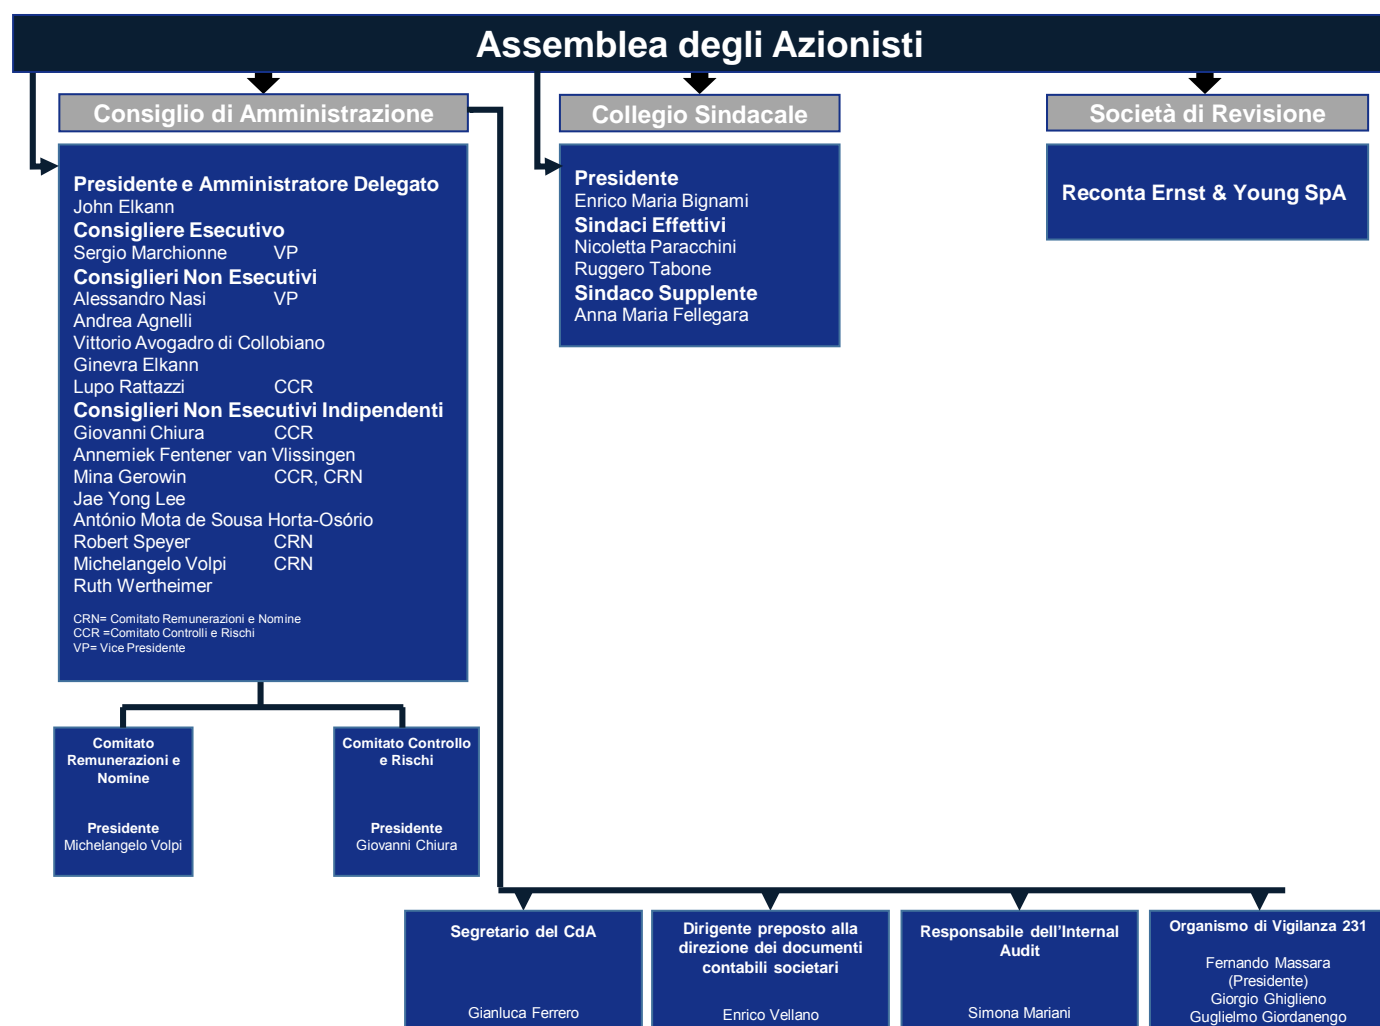 Assemblea degli Azionisti
Consiglio di Amministrazione
Presidente e Amministratore Delegato
John Elkann
Consigliere Esecutivo
Sergio Marchionne VP
Consiglieri Non Esecutivi
Alessandro Nasi VP
Andrea Agnelli
Vittorio Avogadro di Collobiano
Ginevra Elkann
Lupo Rattazzi CCR
Consiglieri Non Esecutivi Indipendenti
Giovanni Chiura CCR
Annemiek Fentener van Vlissingen
Mina Gerowin CCR, CRN
Jae Yong Lee
António Mota de Sousa Horta-Osório
Robert Speyer CRN
Michelangelo Volpi CRN
Ruth Wertheimer
CRN= Comitato Remunerazioni e Nomine
CCR =Comitato Controlli e Rischi
VP= Vice Presidente
Collegio Sindacale
Presidente
Enrico Maria Bignami
Sindaci Effettivi
Nicoletta Paracchini
Ruggero Tabone
Sindaco Supplente
Anna Maria Fellegara
Società di Revisione
Reconta Ernst & Young SpA
Comitato
Remunerazioni e
Nomine
Presidente
Michelangelo Volpi
Comitato Controllo
e Rischi
Presidente
Giovanni Chiura
Segretario del CdA
Gianluca Ferrero
Dirigente preposto alla
direzione dei documenti
contabili societari
Enrico Vellano
Responsabile dell'Internal
Audit
Simona Mariani
Organismo di Vigilanza 231
Fernando Massara
(Presidente)
Giorgio Ghiglieno
Guglielmo Giordanengo